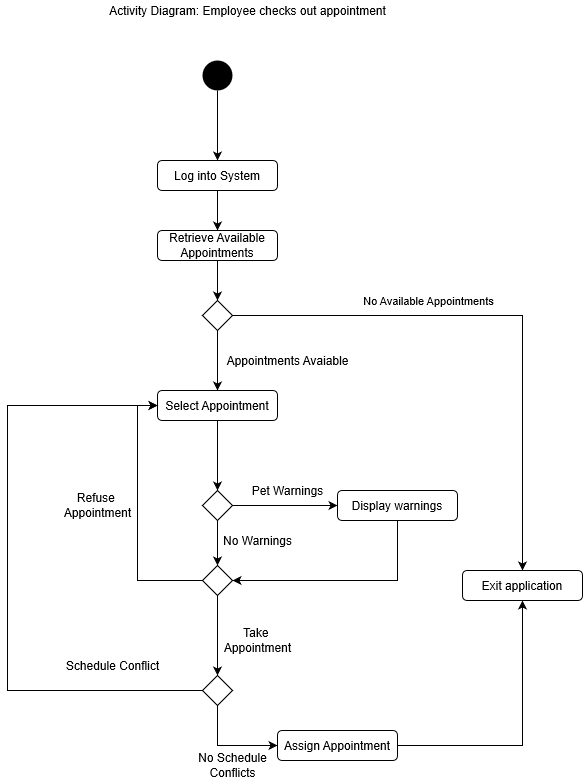 Activity Diagram: Employee checks out appointment
Log into System
Retrieve Available
Appointments
No Available Appointments
Appointments Avaiable
Select Appointment
Pet Warnings
Display warnings
Refuse
Appointment
No Warnings
Exit application
Take
Appointment
Schedule Conflict
Assign Appointment
No Schedule
Conflicts